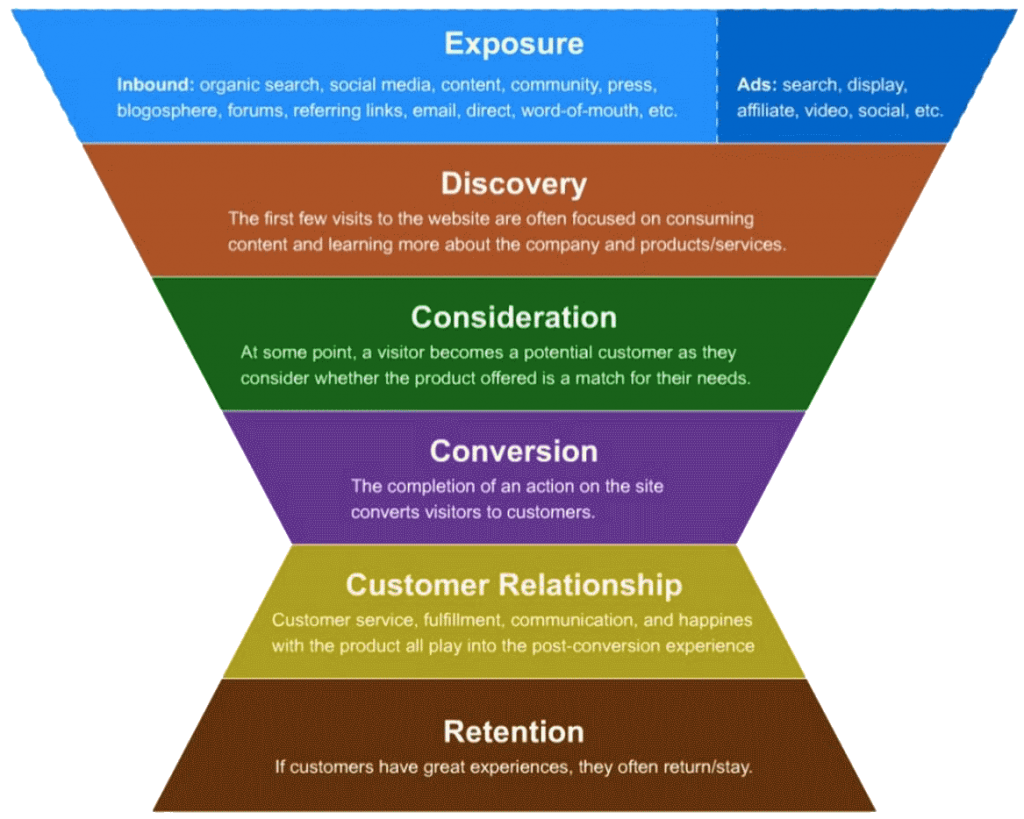 Exposure
Inbound: organic search, social media, content, community, press,
blogosphere, forums, referring links, email, direct, word-of-mouth, etc.
Ads: search, display,
affiliate, video, social, etc.
Discovery
The first few visits to the website are often focused on consuming
content and learning more about the company and products/services.
Consideration
At some point, a visitor becomes a potential customer as they
consider whether the product offered is a match for their needs.
Conversion
The completion of an action on the site
converts visitors to customers.
Customer Relationship
Customer service, fulfillment, communication, and happines
with the product all play into the post-conversion experience
Retention
If customers have great experiences, they often return/stay.